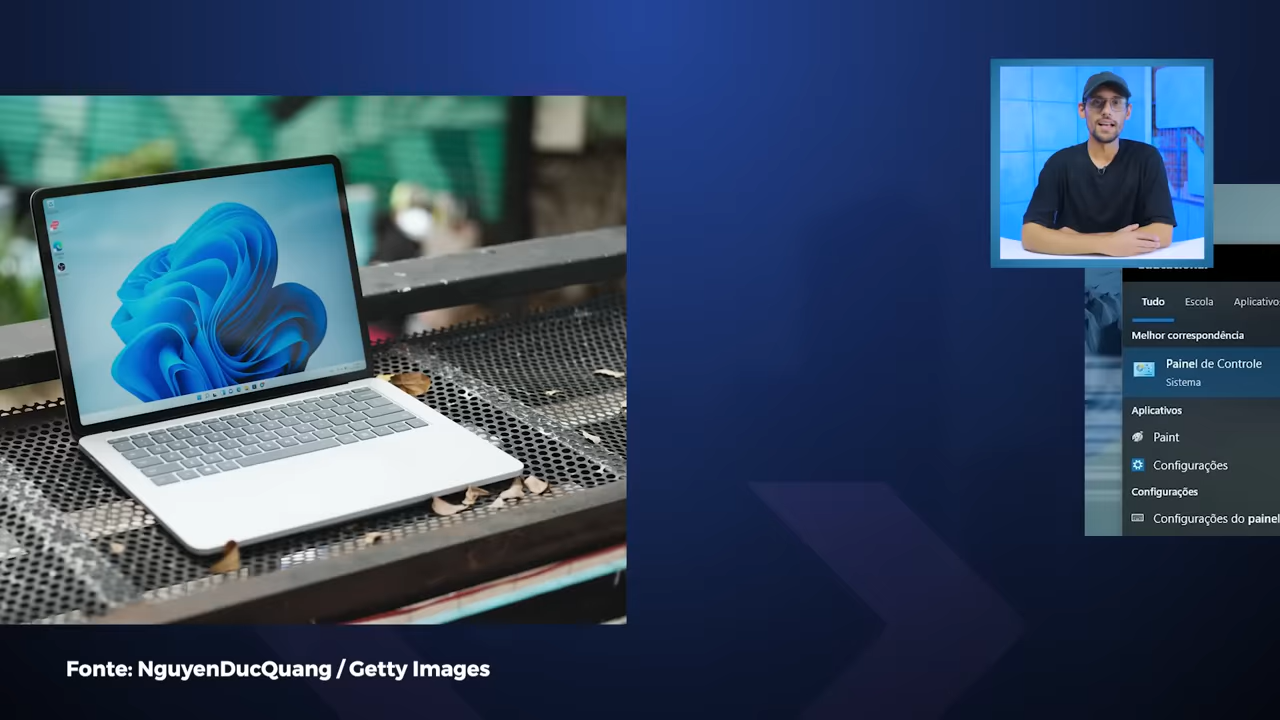 Tudo Escola Aplicativo
Melhor correspondência
Painel de Controle
Sistema
Aplicativos
Paint
Configurações
Configurações
Configurações do painel
Fonte: NguyenDucQuang / Getty Images